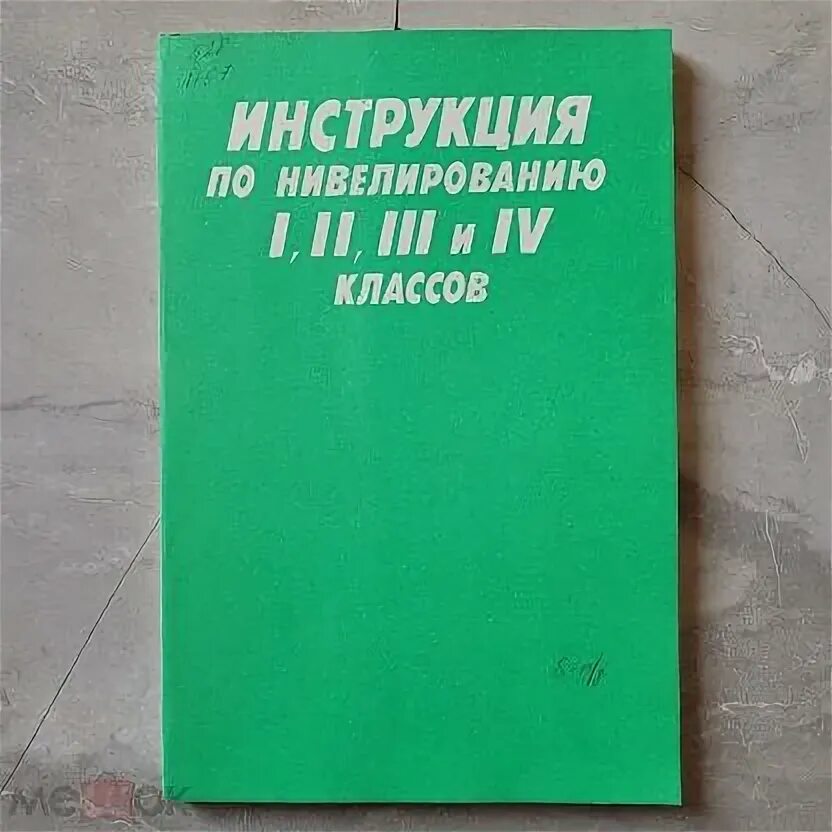 ИНСТРУКЦИЯ
ПО НИВЕЛИРОВАНИЮ
I, II, III и IV
КЛАССОВ